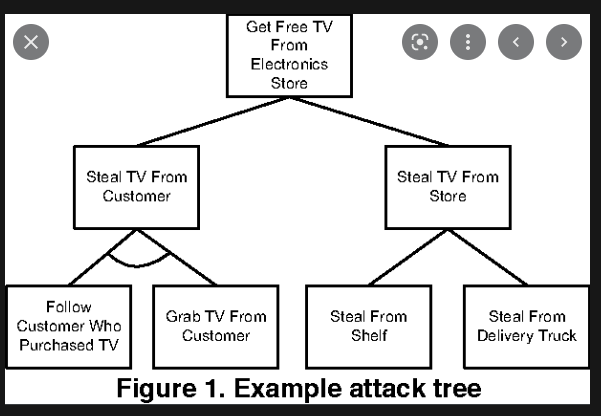 Get Free TV
From
Electronics
Store
Steal TV From
Customer
Steal TV From
Store
Follow
Customer Who
Purchased TV
Grab TV From
Customer
Steal From
Shelf
Steal From
Delivery Truck
Figure 1. Example attack tree